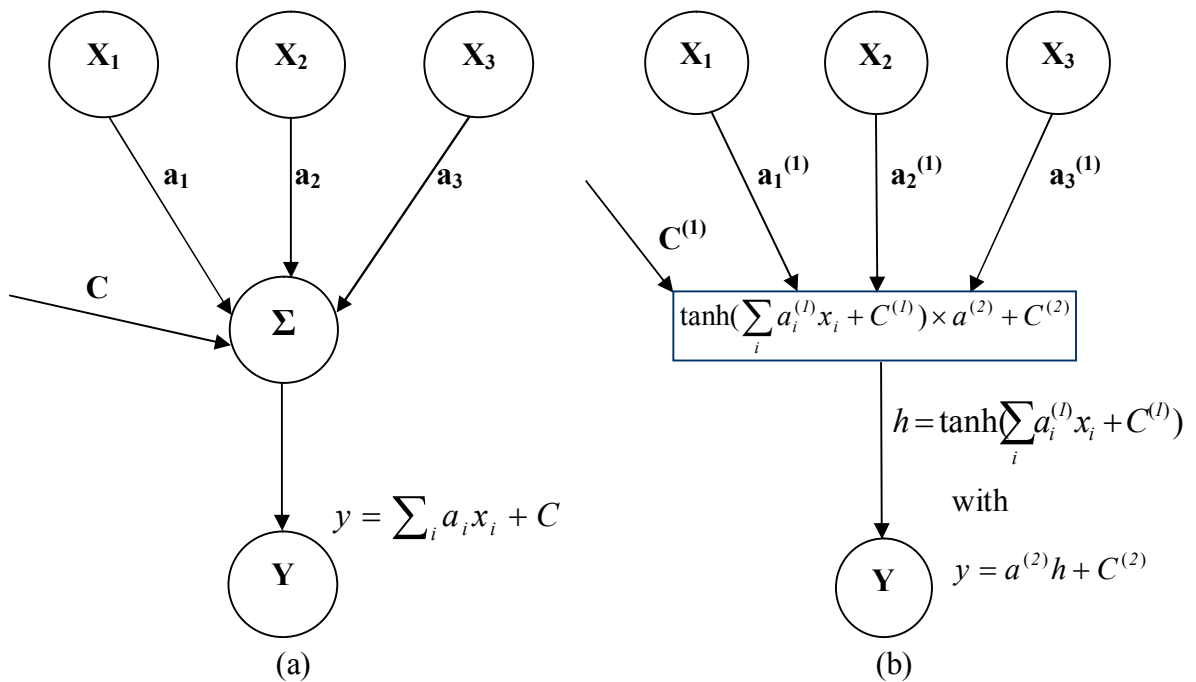 X₁ X₂ X₃ X₁ X₂ X₃
a₁ a₂ a₃ a₁⁽¹⁾ a₂⁽¹⁾ a₃⁽¹⁾
C C⁽¹⁾
Σ tanh(∑ᵢ aᵢ⁽¹⁾xᵢ + C⁽¹⁾) × a⁽²⁾ + C⁽²⁾
h = tanh(∑ᵢ aᵢ⁽¹⁾xᵢ + C⁽¹⁾)
y = ∑ᵢ aᵢxᵢ + C with
Y Y y = a⁽²⁾h + C⁽²⁾
(a) (b)